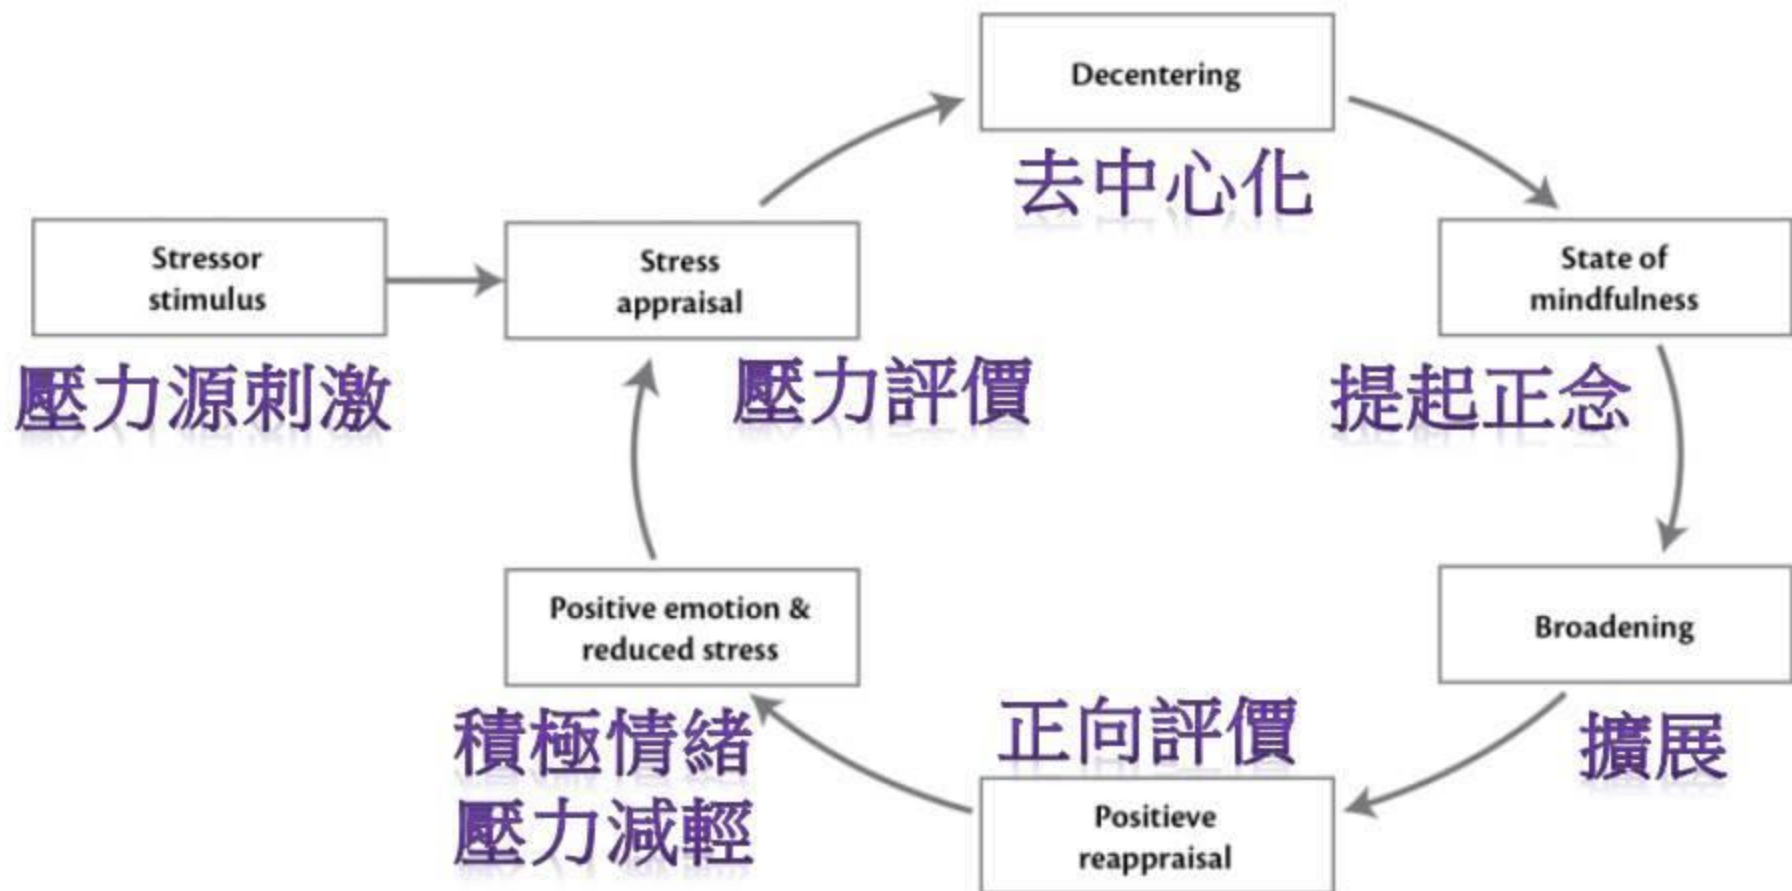 Decentering
去中心化
Stressor
stimulus
壓力源刺激
Stress
appraisal
壓力評價
State of
mindfulness
提起正念
Positive emotion &
reduced stress
積極情緒
壓力減輕
Broadening
擴展
正向評價
Positieve
reappraisal